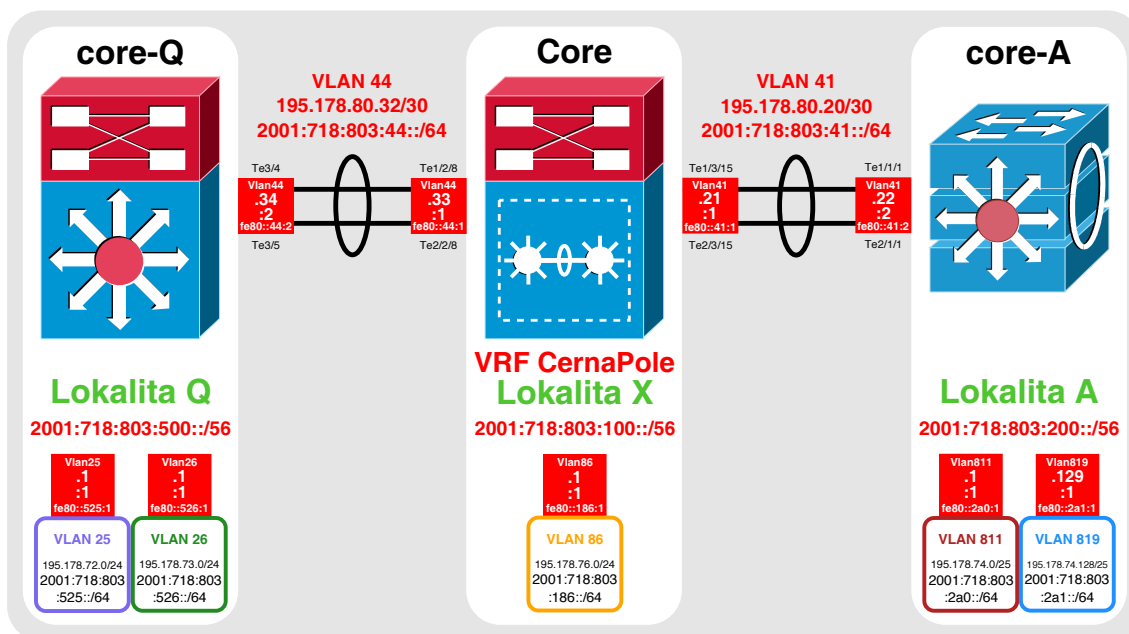 core-Q
Core
core-A
VLAN 44
195.178.80.32/30
2001:718:803:44::/64
VLAN 41
195.178.80.20/30
2001:718:803:41::/64
Te3/4
Vlan44
.34
:2
fe80::44:2
Te3/5
Te1/2/8
Vlan44
.33
:1
fe80::44:1
Te2/2/8
Te1/3/15
Vlan41
.21
:1
fe80::41:1
Te2/3/15
Te1/1/1
Vlan41
.22
:2
fe80::41:2
Te2/1/1
VRF CernaPole
Lokalita Q
Lokalita X
Lokalita A
2001:718:803:500::/56
2001:718:803:100::/56
2001:718:803:200::/56
Vlan25
.1
:1
fe80::525:1
VLAN 25
195.178.72.0/24
2001:718:803
:525::/64
Vlan26
.1
:1
fe80::526:1
VLAN 26
195.178.73.0/24
2001:718:803
:526::/64
Vlan86
.1
:1
fe80::186:1
VLAN 86
195.178.76.0/24
2001:718:803
:186::/64
Vlan811
.1
:1
fe80::2a0:1
VLAN 811
195.178.74.0/25
2001:718:803
:2a0::/64
Vlan819
.129
:1
fe80::2a1:1
VLAN 819
195.178.74.128/25
2001:718:803
:2a1::/64